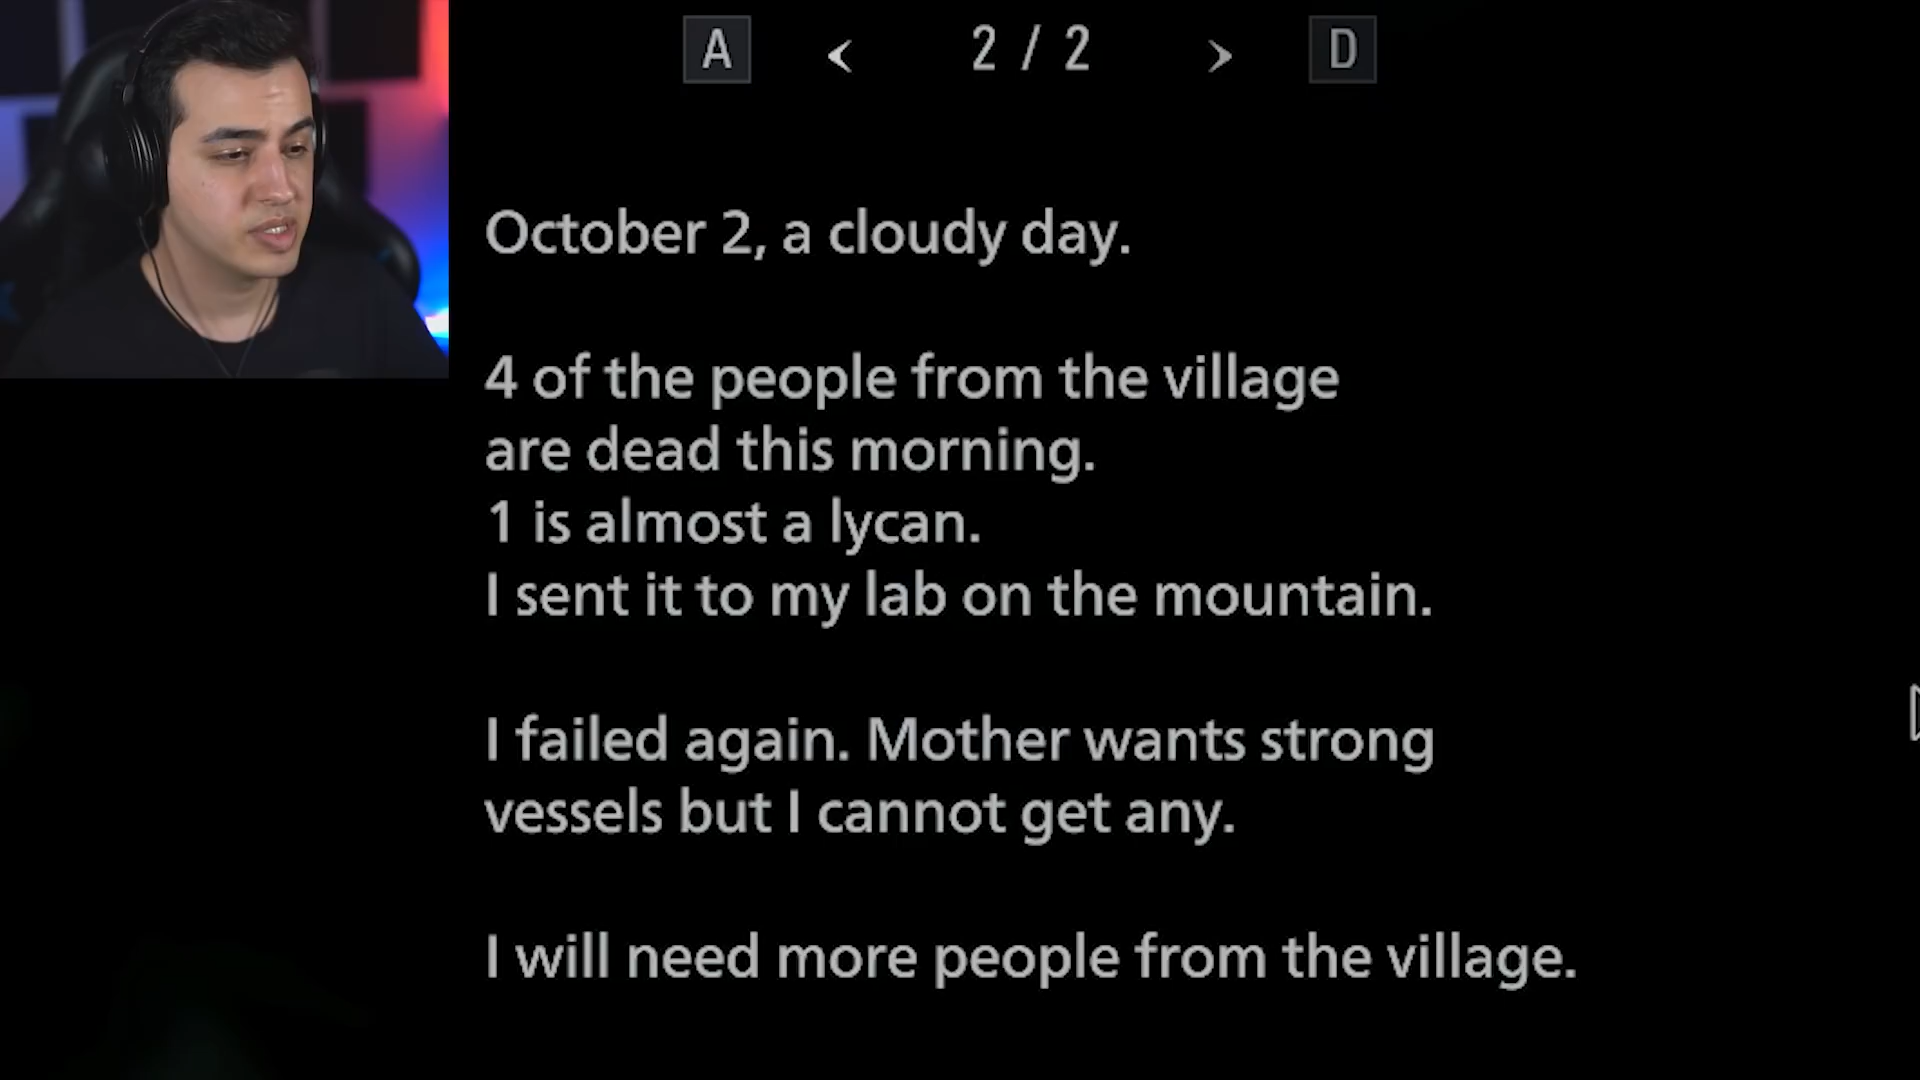 A < 2 / 2 > D
October 2, a cloudy day.
4 of the people from the village
are dead this morning.
1 is almost a lycan.
I sent it to my lab on the mountain.
I failed again. Mother wants strong
vessels but I cannot get any.
I will need more people from the village.